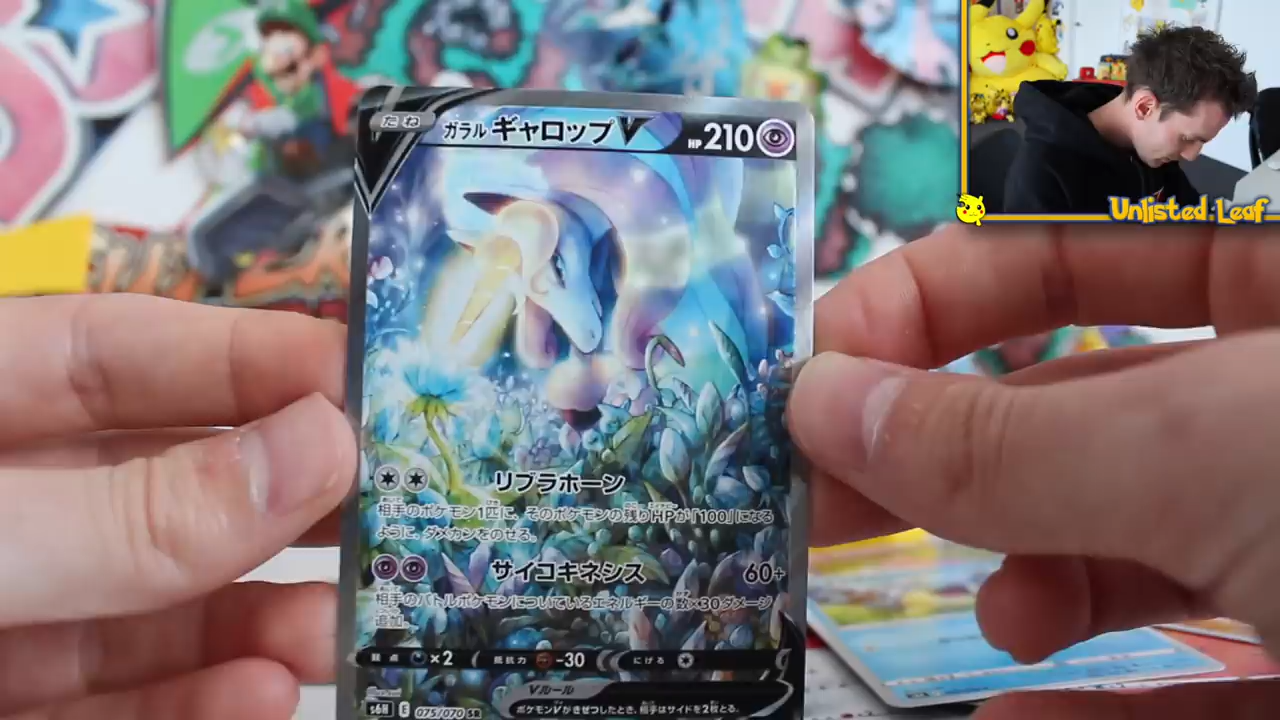 たね ガラル ギャロップV HP 210
Unlisted Leaf
リブラホーン
相手のポケモン1匹に、そのポケモンの残りHPが「100」になる
ように、ダメカンをのせる。
サイコキネシス 60+
相手のバトルポケモンについているエネルギーの数×30ダメージ
追加。
弱点 ×2 抵抗力 -30 にげる
Vルール
s6H E 075/070 SR ポケモンVがきぜつしたとき、相手はサイドを2枚とる。